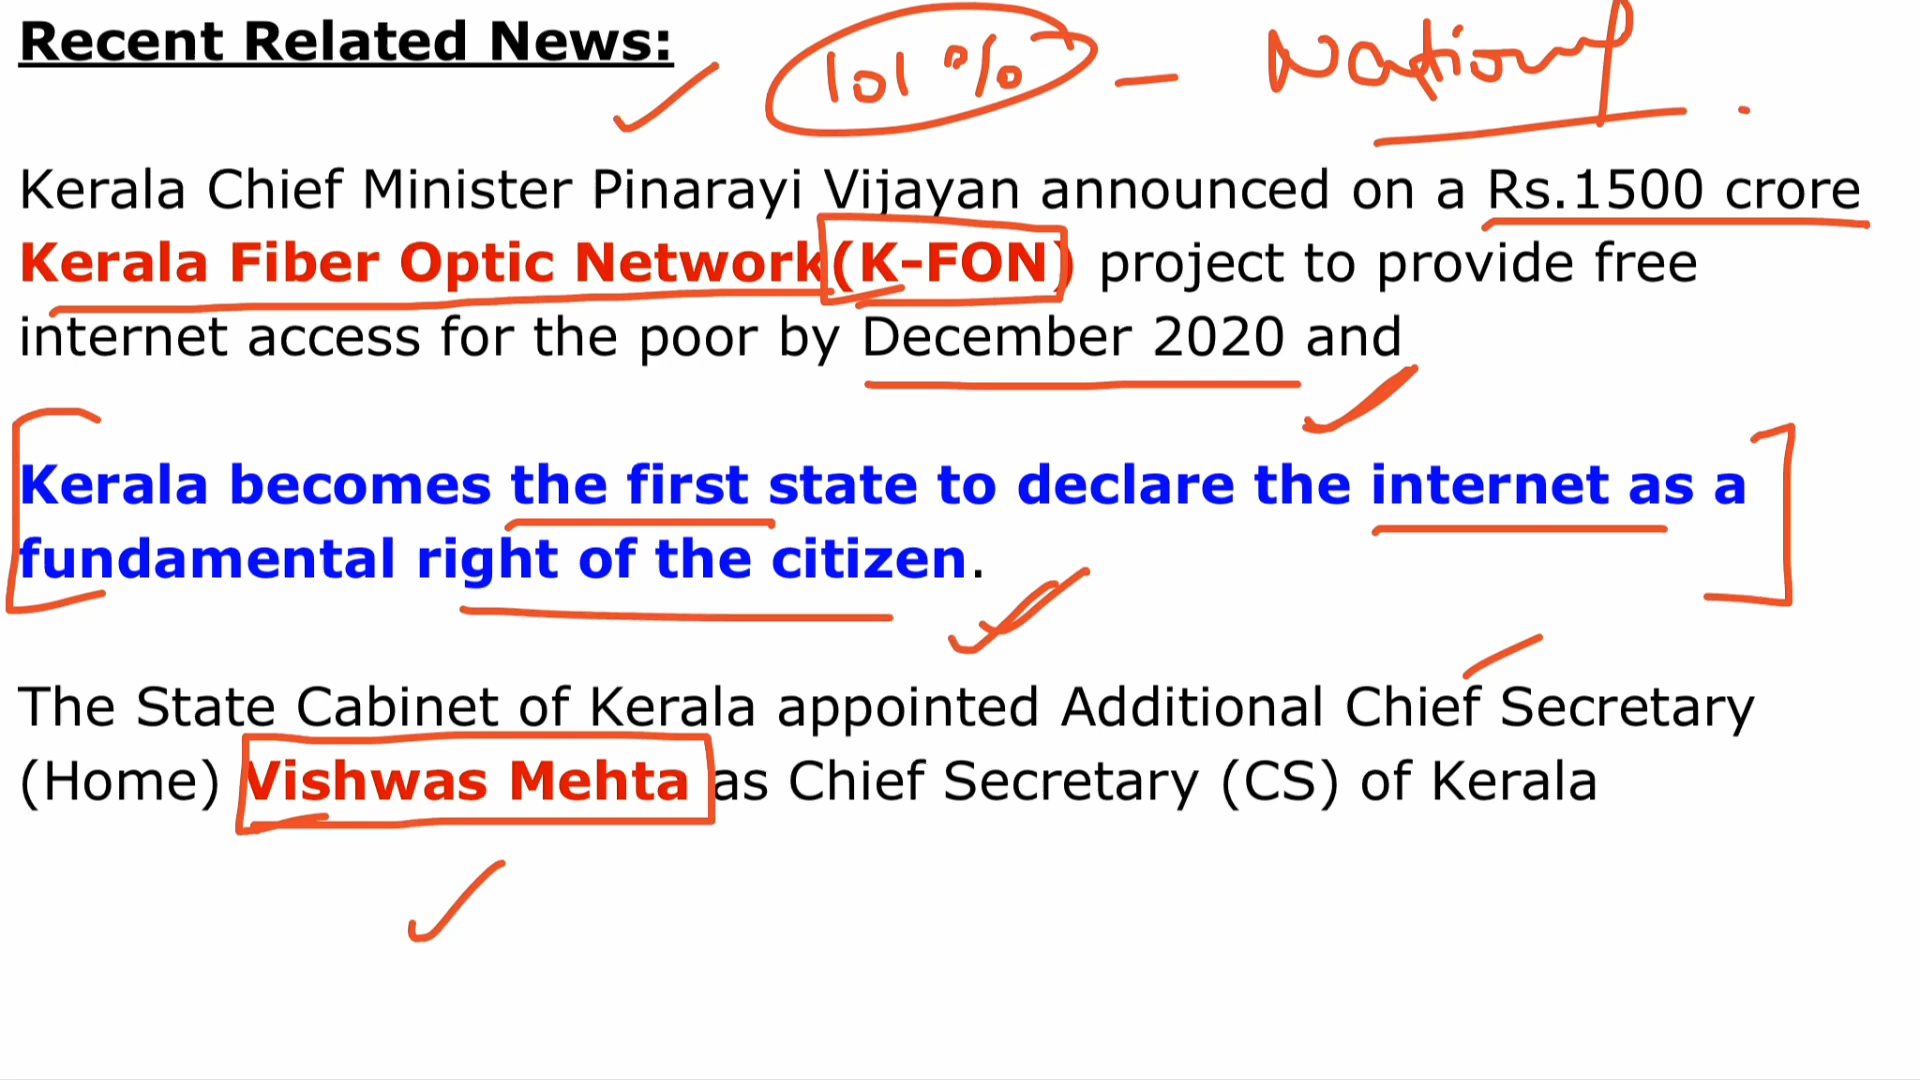 Recent Related News:
101 % - National .
Kerala Chief Minister Pinarayi Vijayan announced on a Rs.1500 crore
Kerala Fiber Optic Network(K-FON) project to provide free
internet access for the poor by December 2020 and
Kerala becomes the first state to declare the internet as a
fundamental right of the citizen.
The State Cabinet of Kerala appointed Additional Chief Secretary
(Home) Vishwas Mehta as Chief Secretary (CS) of Kerala